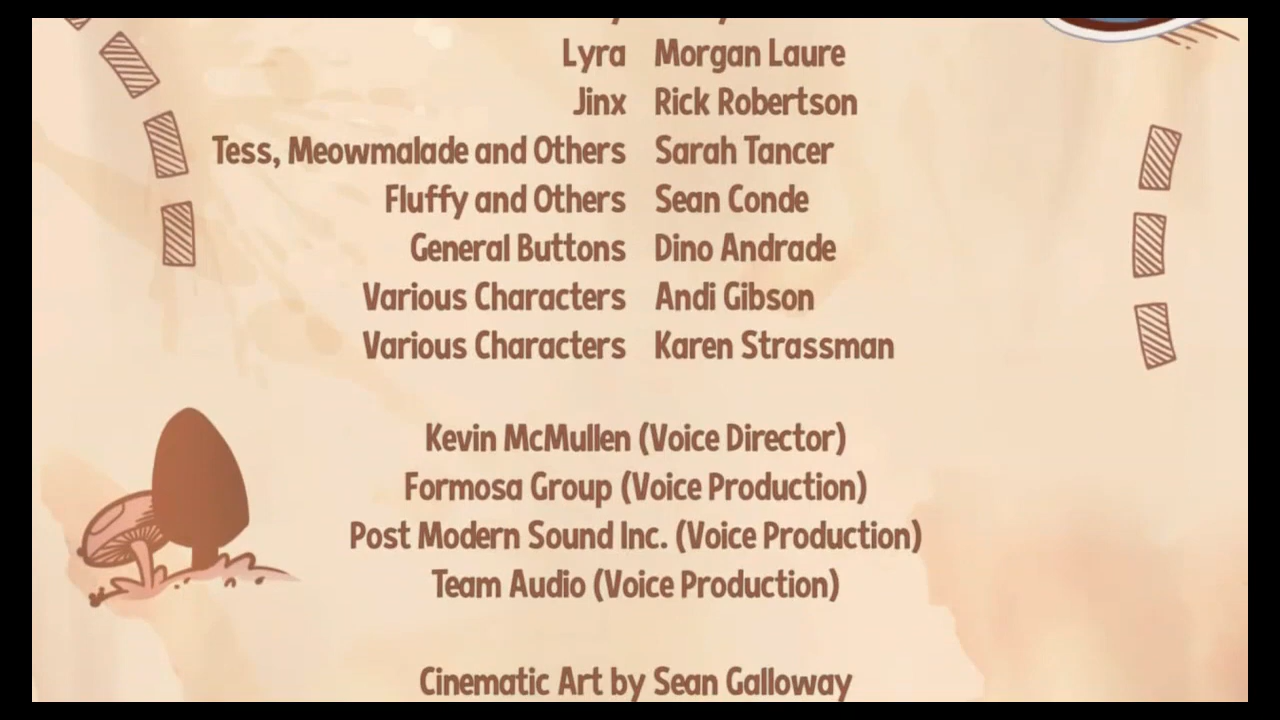 Lyra Morgan Laure
Jinx Rick Robertson
Tess, Meowmalade and Others Sarah Tancer
Fluffy and Others Sean Conde
General Buttons Dino Andrade
Various Characters Andi Gibson
Various Characters Karen Strassman
Kevin McMullen (Voice Director)
Formosa Group (Voice Production)
Post Modern Sound Inc. (Voice Production)
Team Audio (Voice Production)
Cinematic Art by Sean Galloway